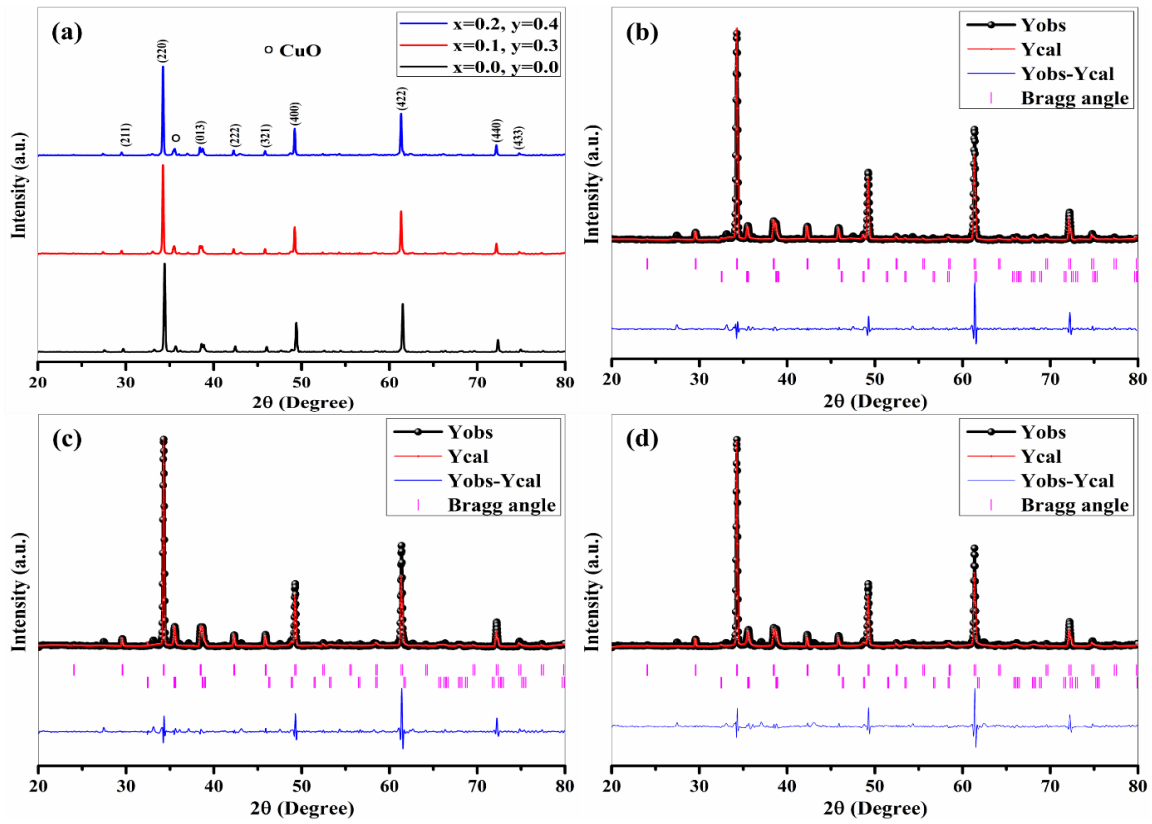 (a)
x=0.2, y=0.4
x=0.1, y=0.3
x=0.0, y=0.0
CuO
(211)
(220)
(013)
(222)
(321)
(400)
(422)
(440)
(433)
Intensity (a.u.)
20 30 40 50 60 70 80
2θ (Degree)
(b)
Yobs
Ycal
Yobs-Ycal
Bragg angle
Intensity (a.u.)
20 30 40 50 60 70 80
2θ (Degree)
(c)
Yobs
Ycal
Yobs-Ycal
Bragg angle
Intensity (a.u.)
20 30 40 50 60 70 80
2θ (Degree)
(d)
Yobs
Ycal
Yobs-Ycal
Bragg angle
Intensity (a.u.)
20 30 40 50 60 70 80
2θ (Degree)